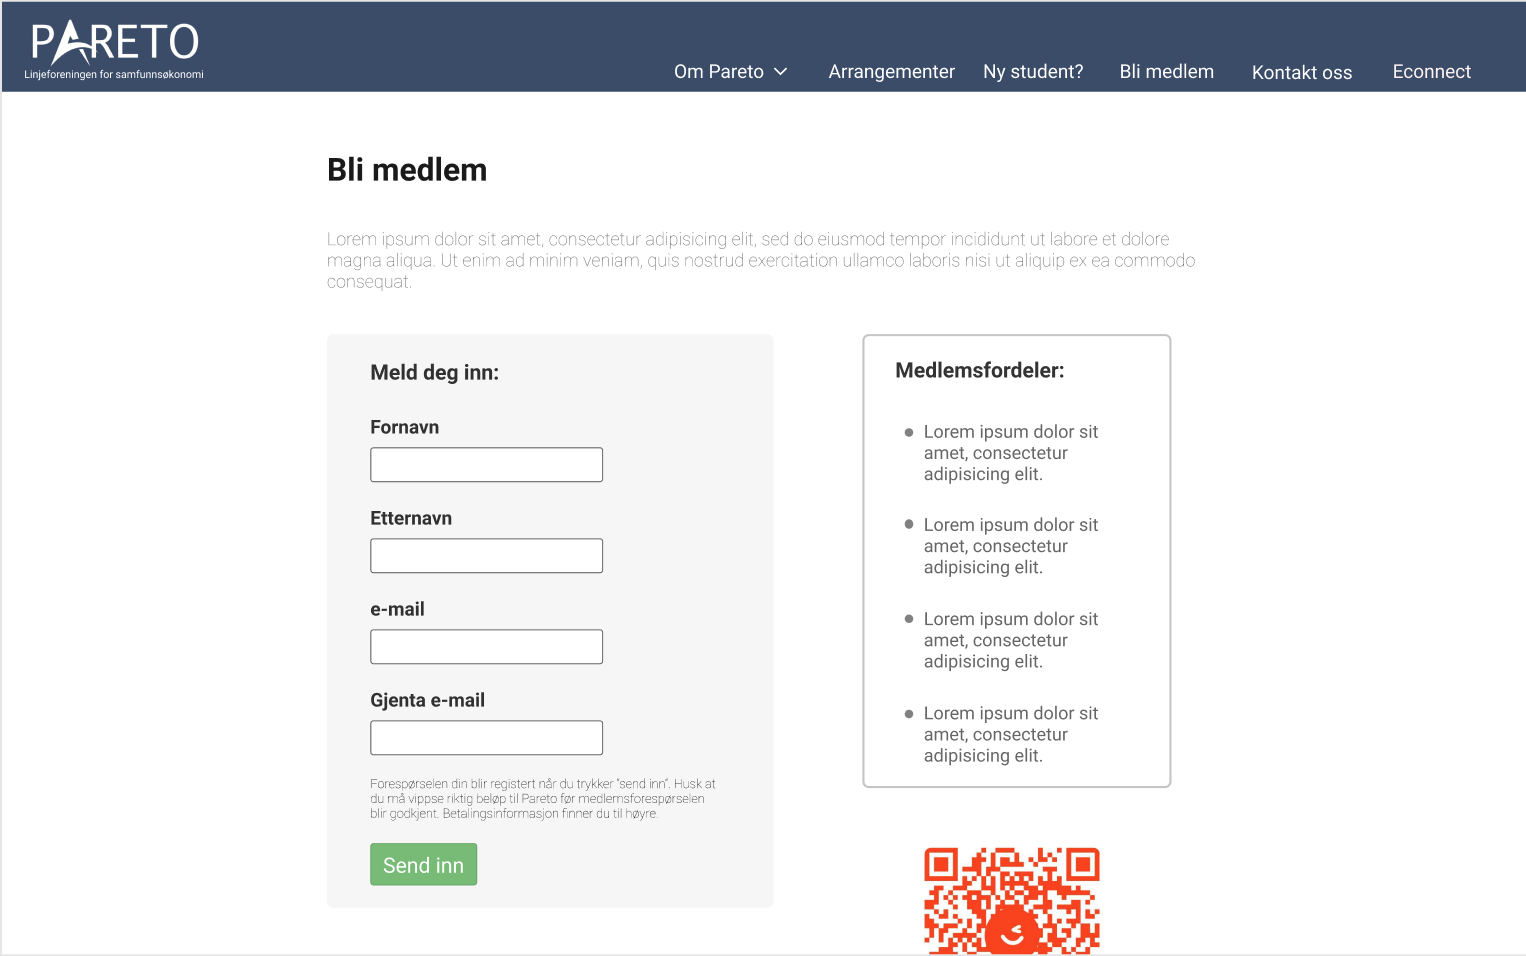 PARETO
Linjeforeningen for samfunnsøkonomi
Om Pareto
Arrangementer
Ny student?
Bli medlem
Kontakt oss
Econnect
Bli medlem
Lorem ipsum dolor sit amet, consectetur adipisicing elit, sed do eiusmod tempor incididunt ut labore et dolore
magna aliqua. Ut enim ad minim veniam, quis nostrud exercitation ullamco laboris nisi ut aliquip ex ea commodo
consequat.
Meld deg inn:
Fornavn
Etternavn
e-mail
Gjenta e-mail
Forespørselen din blir registert når du trykker “send inn”. Husk at
du må vippse riktig beløp til Pareto før medlemsforespørselen
blir godkjent. Betalingsinformasjon finner du til høyre.
Send inn
Medlemsfordeler:
Lorem ipsum dolor sit
amet, consectetur
adipisicing elit.
Lorem ipsum dolor sit
amet, consectetur
adipisicing elit.
Lorem ipsum dolor sit
amet, consectetur
adipisicing elit.
Lorem ipsum dolor sit
amet, consectetur
adipisicing elit.